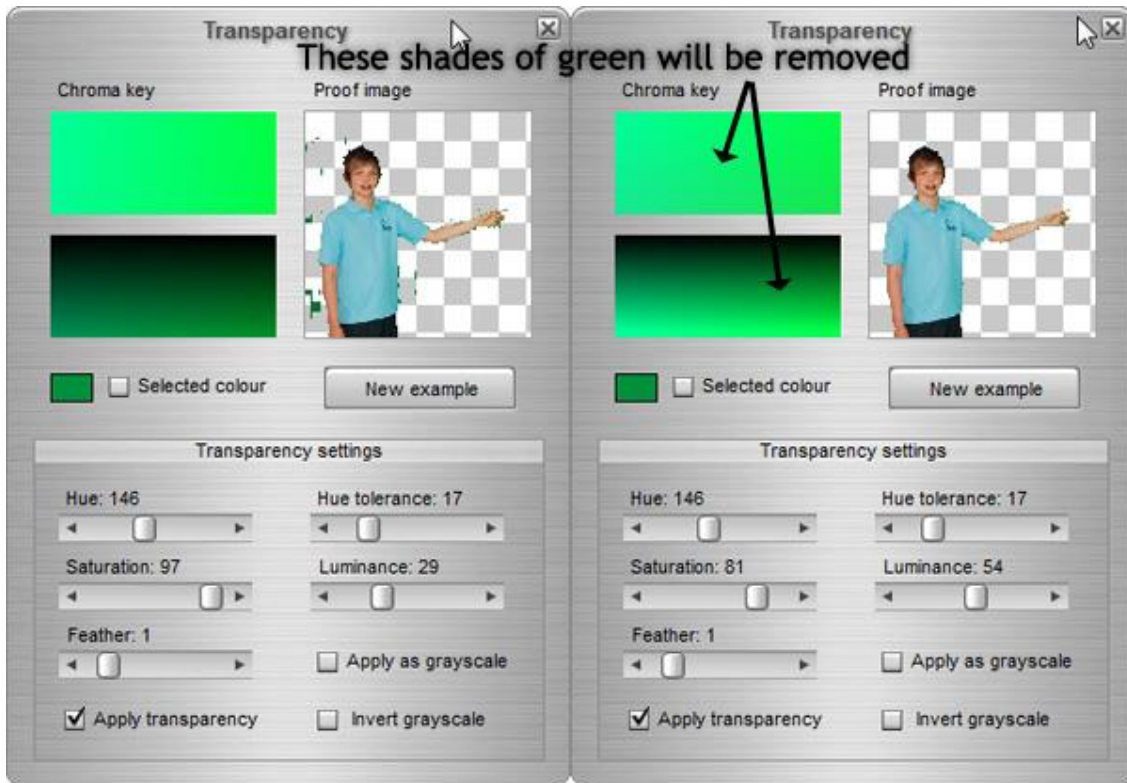 Transparency
Transparency
These shades of green will be removed
Chroma key
Proof image
Chroma key
Proof image
Selected colour
New example
Selected colour
New example
Transparency settings
Transparency settings
Hue: 146
Hue tolerance: 17
Hue: 146
Hue tolerance: 17
Saturation: 97
Luminance: 29
Saturation: 81
Luminance: 54
Feather: 1
Feather: 1
Apply as grayscale
Apply as grayscale
Apply transparency
Invert grayscale
Apply transparency
Invert grayscale